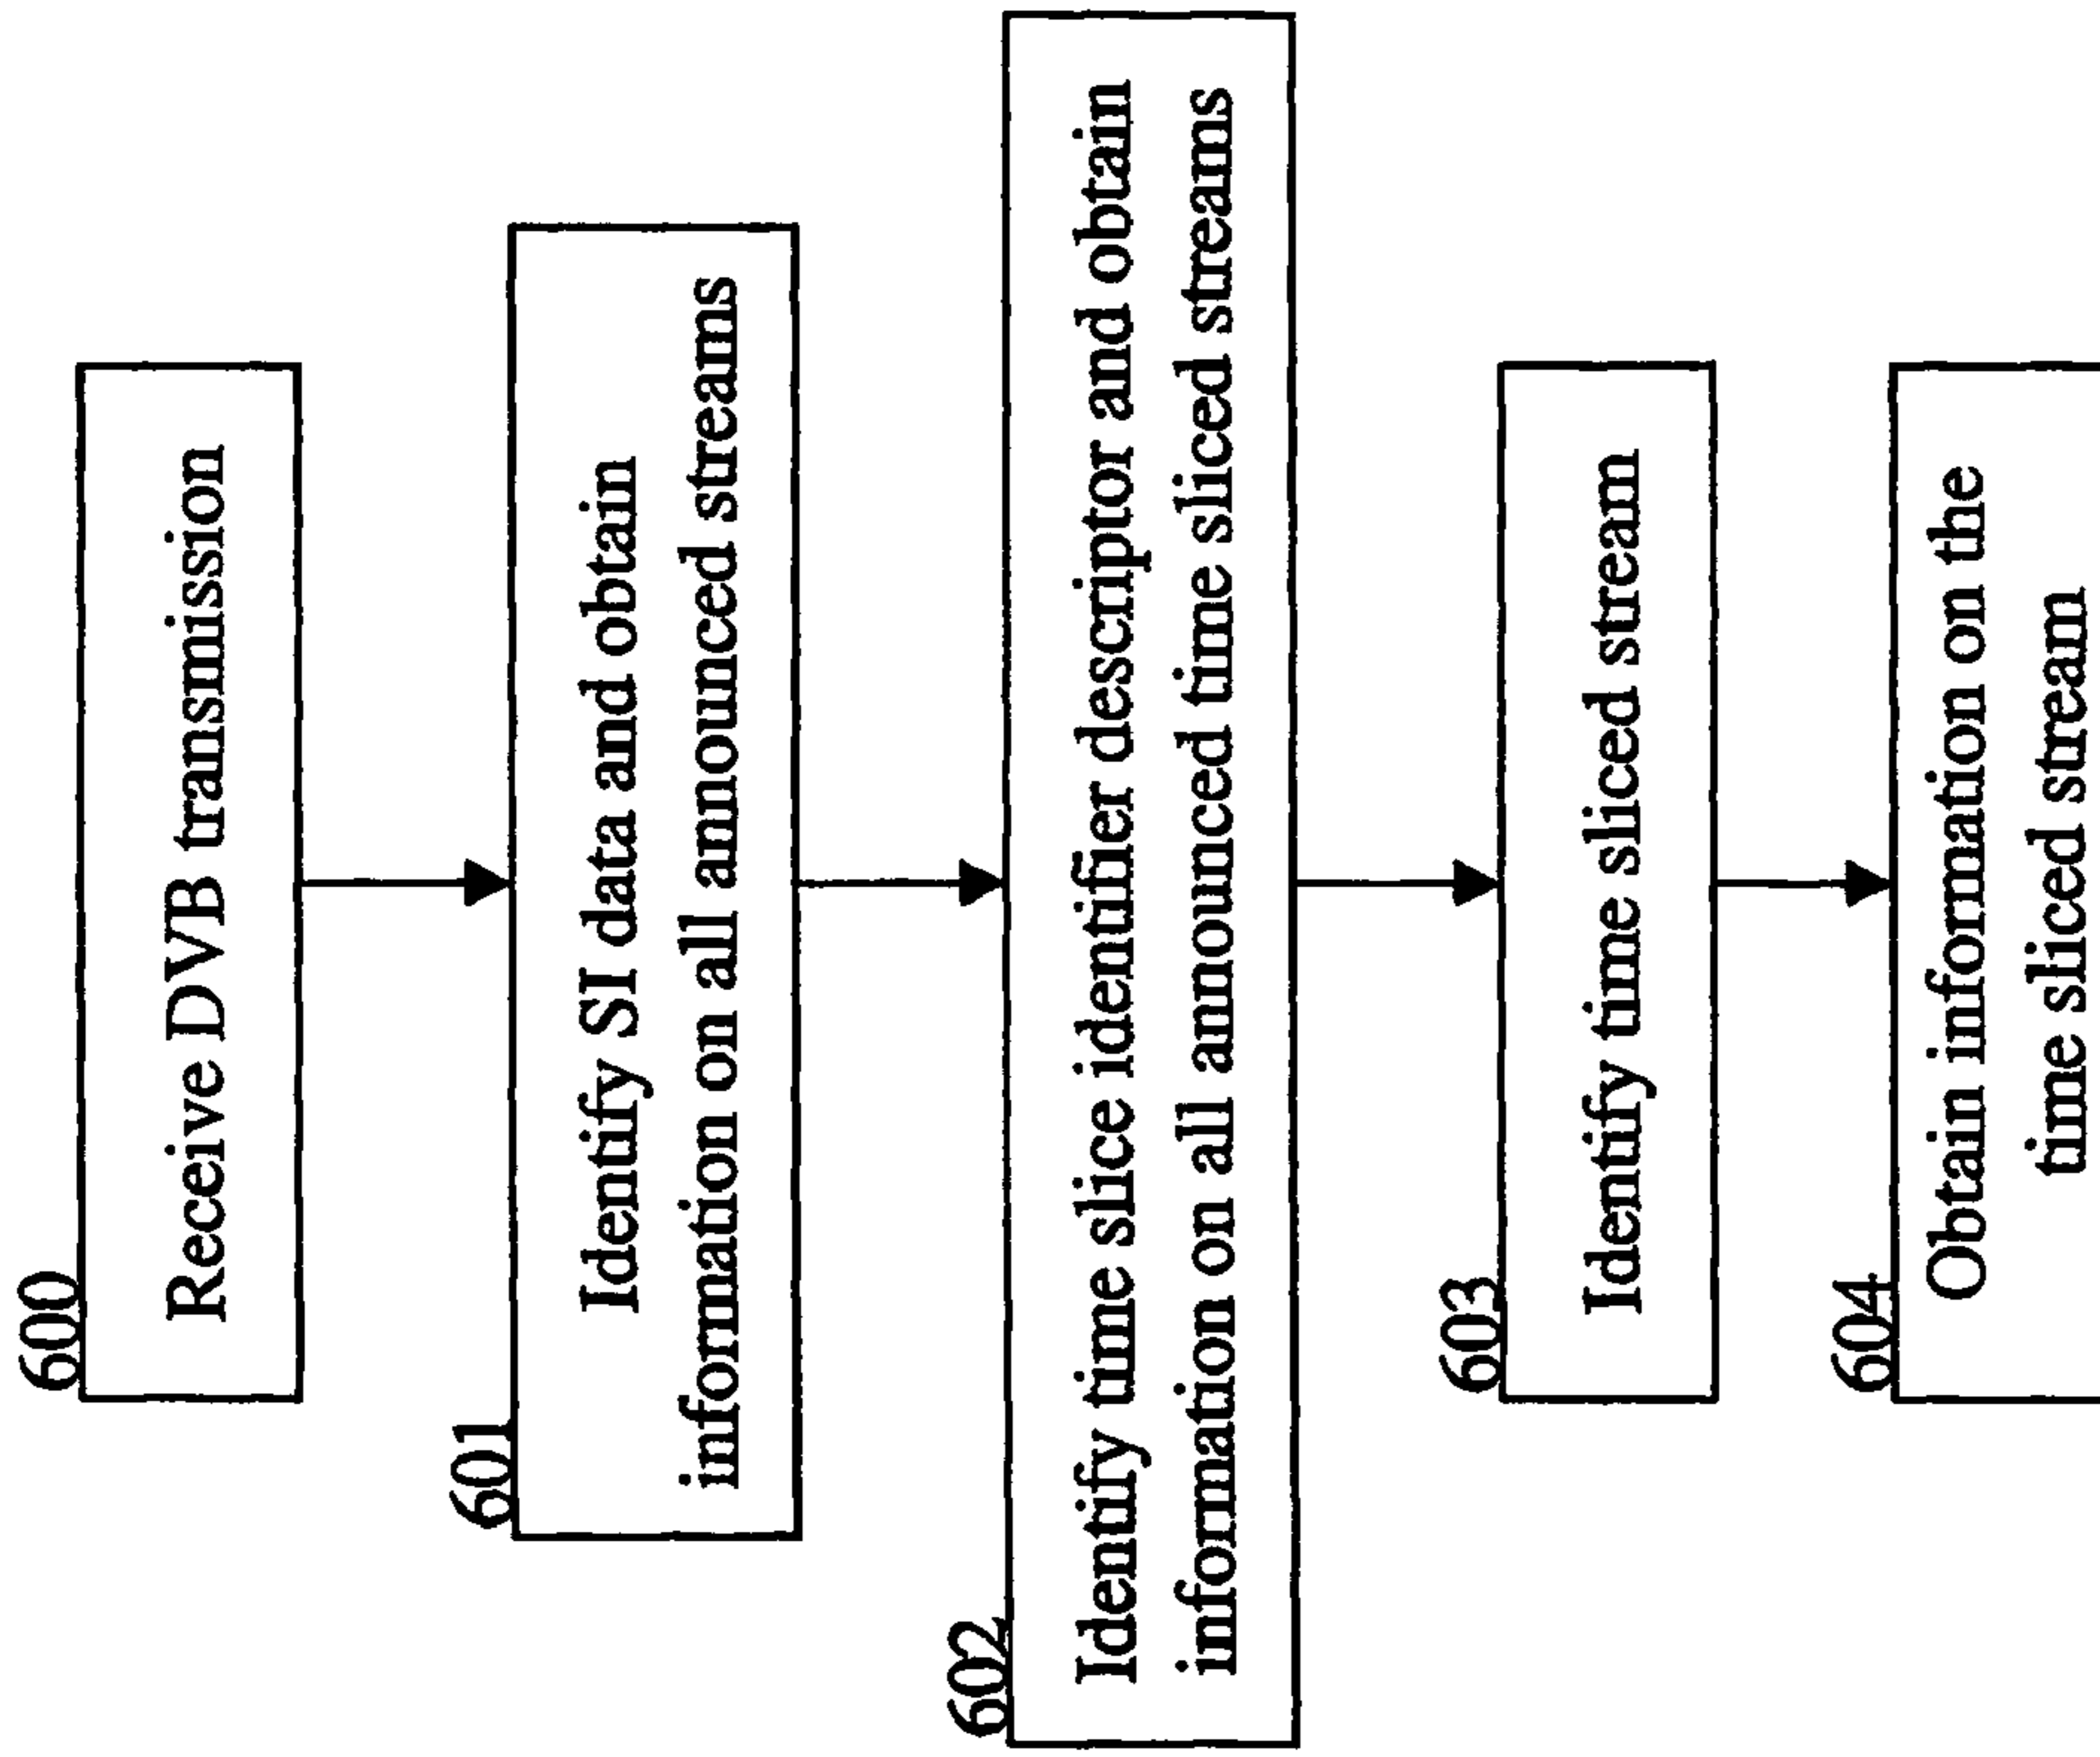 600
Receive DVB transmission
601
Identify SI data and obtain
information on all announced streams
602
Identify time slice identifier descriptor and obtain
information on all announced time sliced streams
603
Identify time sliced stream
604
Obtain information on the
time sliced stream